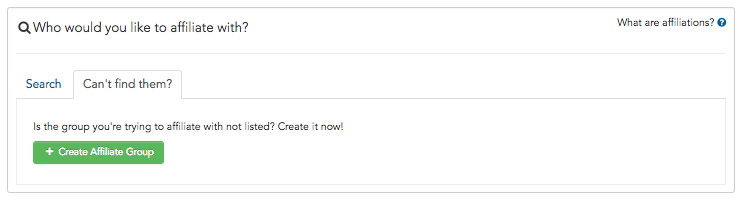 Who would you like to affiliate with?
What are affiliations?
Search
Can't find them?
Is the group you're trying to affiliate with not listed? Create it now!
+ Create Affiliate Group